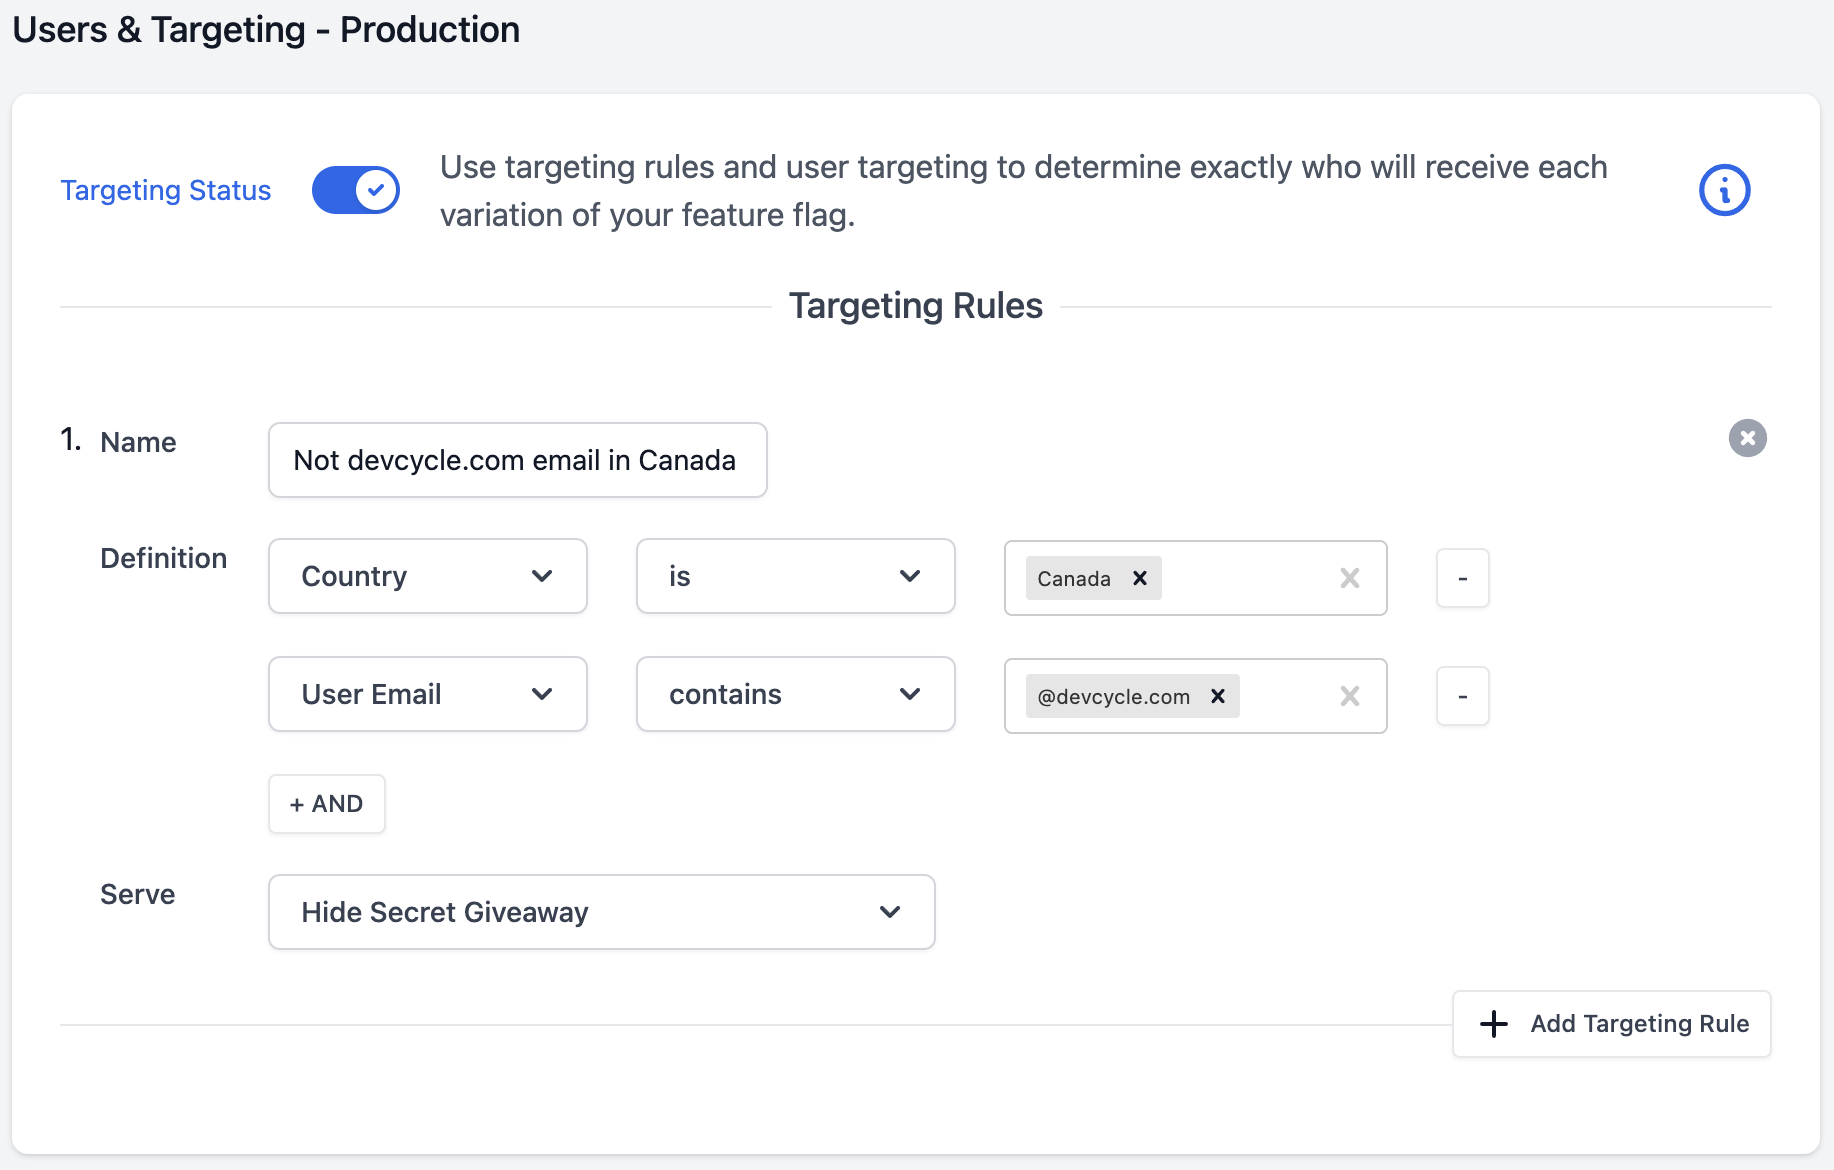 Users & Targeting - Production
Targeting Status
Use targeting rules and user targeting to determine exactly who will receive each
variation of your feature flag.
Targeting Rules
1. Name
Not devcycle.com email in Canada
Definition
Country
is
Canada
-
User Email
contains
@devcycle.com
-
+ AND
Serve
Hide Secret Giveaway
Add Targeting Rule